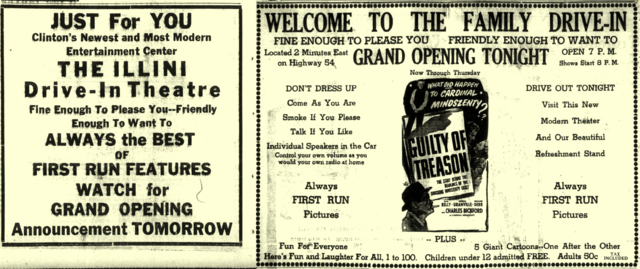 JUST For YOU
Clinton's Newest and Most Modern
Entertainment Center
THE ILLINI
Drive-In Theatre
Fine Enough To Please You--Friendly
Enough To Want To
ALWAYS the BEST
OF
FIRST RUN FEATURES
WATCH for
GRAND OPENING
Announcement TOMORROW
WELCOME TO THE FAMILY DRIVE-IN
FINE ENOUGH TO PLEASE YOU FRIENDLY ENOUGH TO WANT TO
Located 2 Minutes East
on Highway 54
GRAND OPENING TONIGHT
OPEN 7 P. M.
Shows Start 8 P. M.
Now Through Thursday
DON'T DRESS UP
Come As You Are
Smoke If You Please
Talk If You Like
Individual Speakers in the Car
Control your own volume as you
would your own radio at home
Always
FIRST RUN
Pictures
WHAT DID HAPPEN
TO CARDINAL
MINDSZENTY?
GUILTY OF
TREASON
CHARLES BICKFORD
DRIVE OUT TONIGHT
Visit This New
Modern Theater
And Our Beautiful
Refreshment Stand
Always
FIRST RUN
Pictures
-- PLUS --
Fun For Everyone
5 Giant Cartoons--One After the Other
Here's Fun and Laughter For All, 1 to 100. Children under 12 admitted FREE. Adults 50c TAX INCLUDED